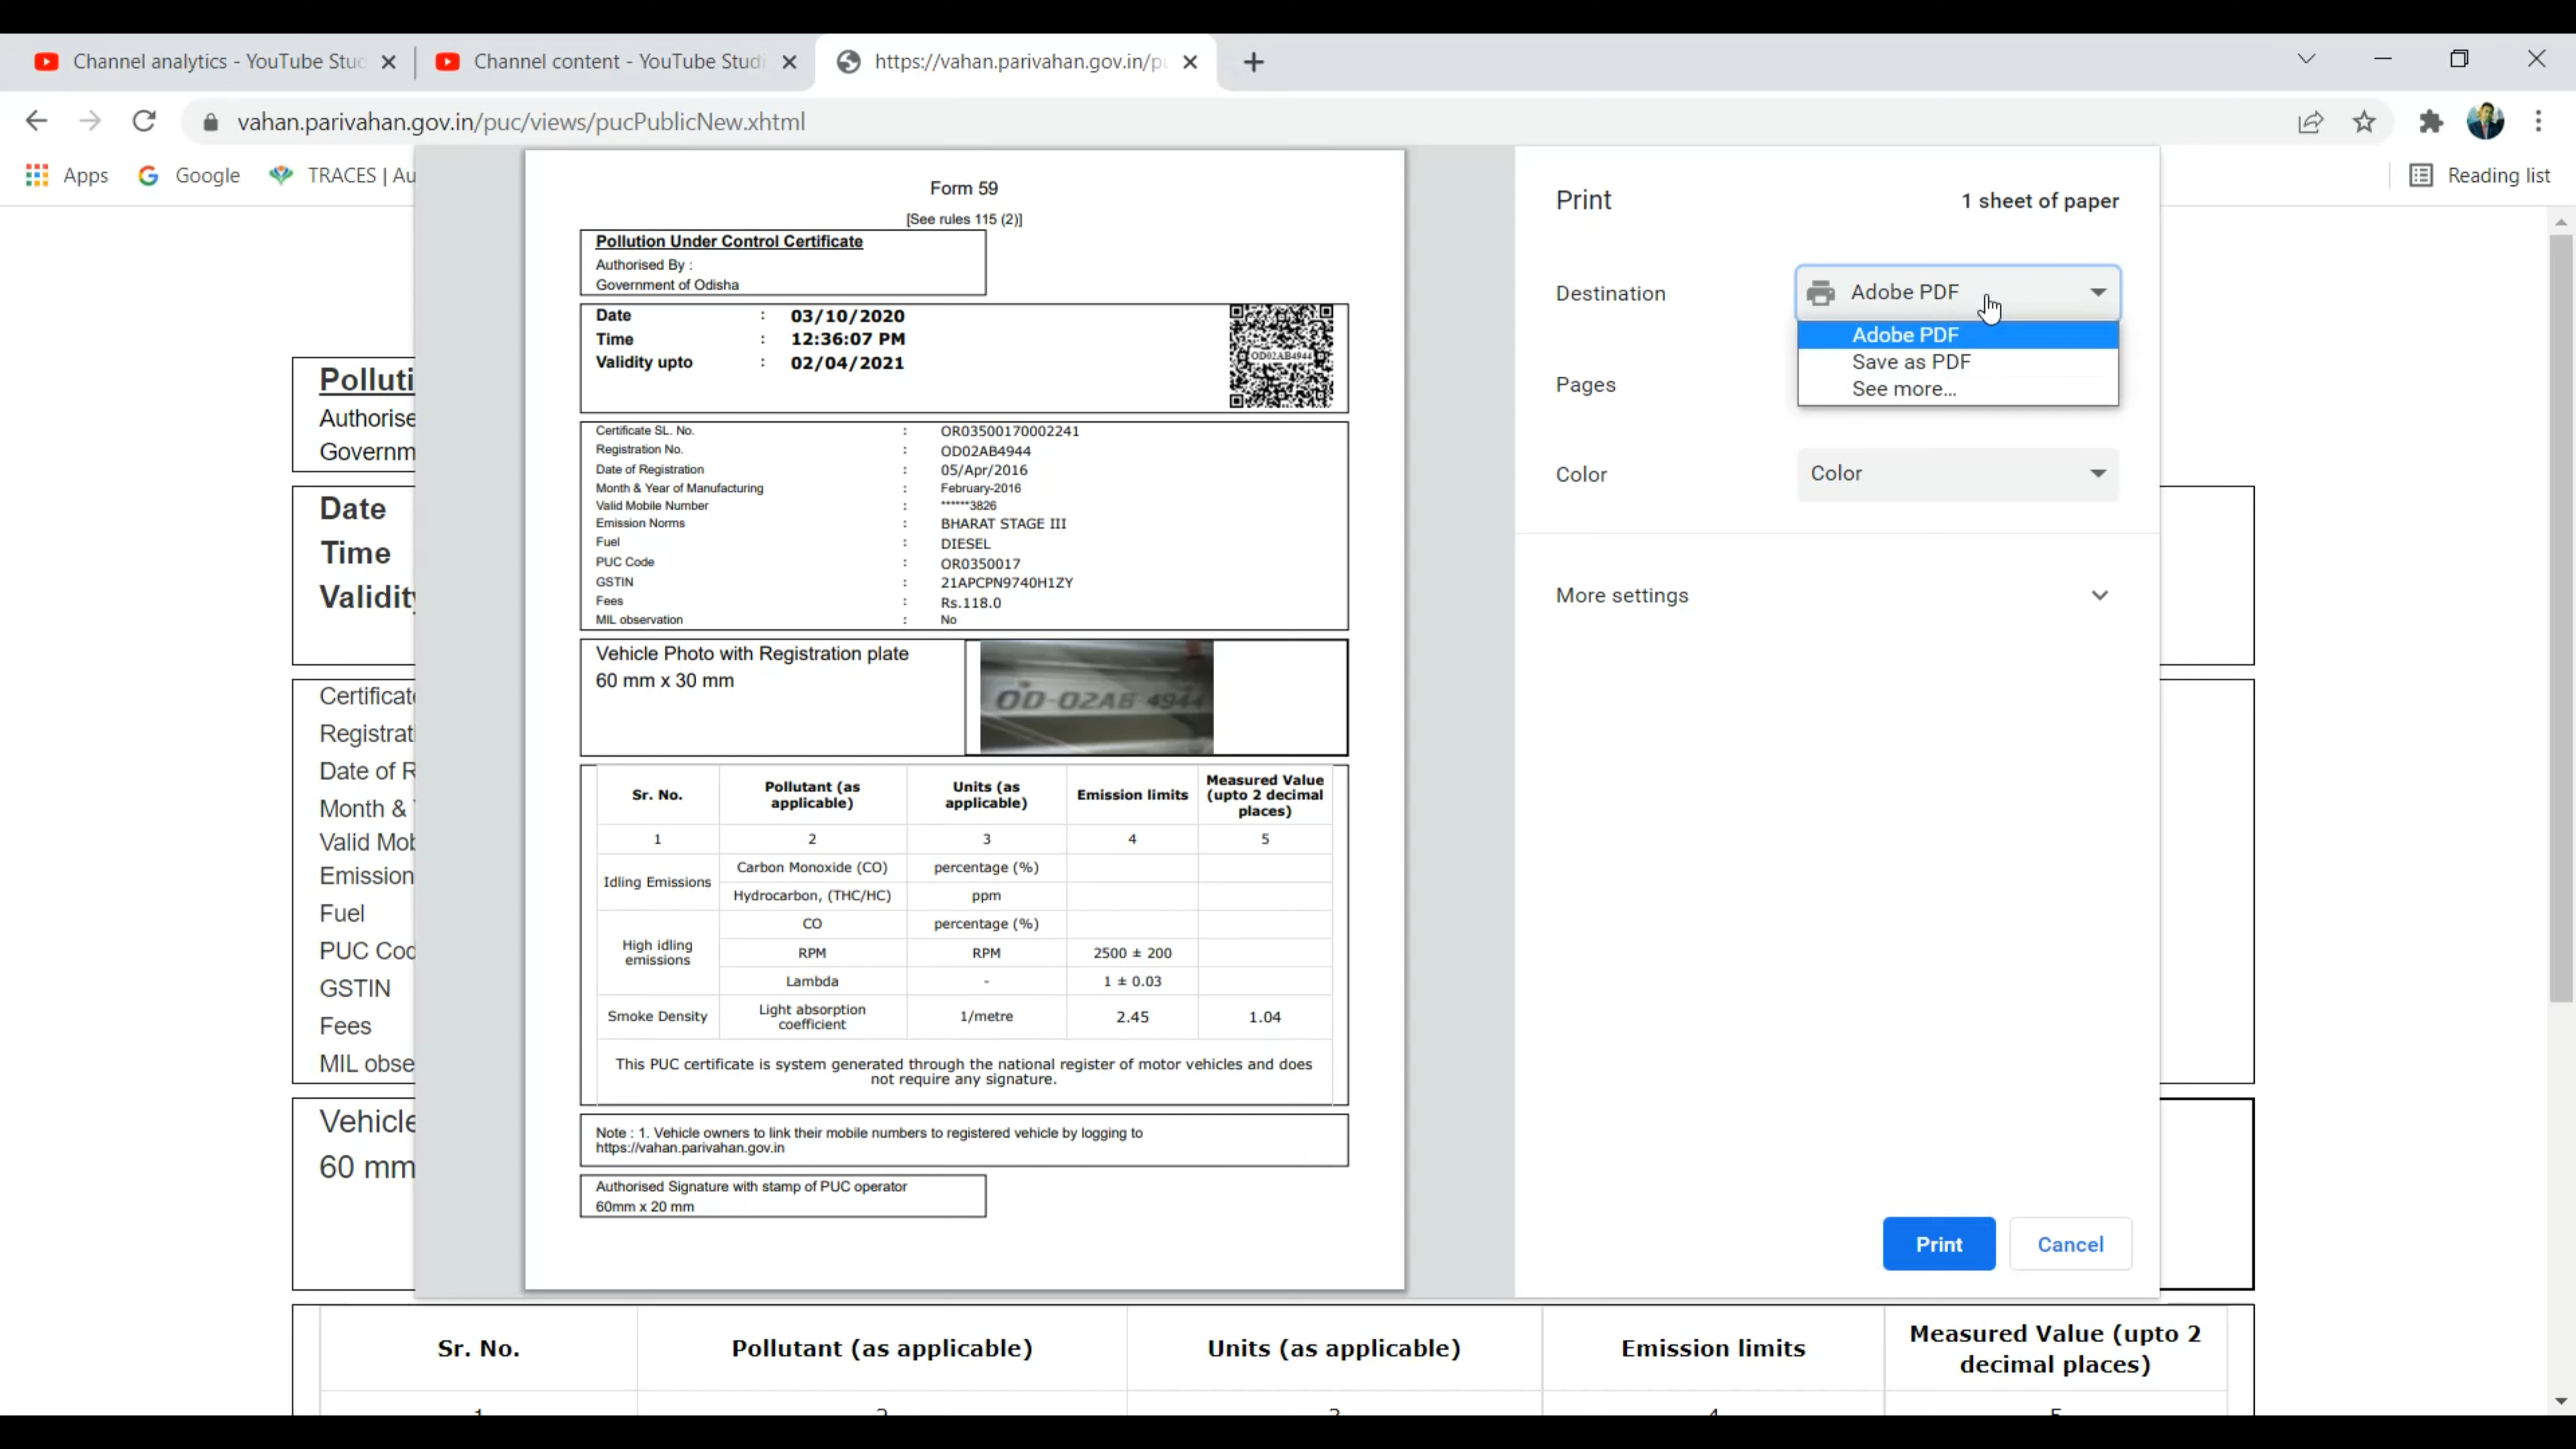 Channel analytics - YouTube Stud
Channel content - YouTube Studi
https://vahan.parivahan.gov.in/pu
vahan.parivahan.gov.in/puc/views/pucPublicNew.xhtml
Apps Google TRACES | Au
Reading list
Form 59
[See rules 115 (2)]
Pollution Under Control Certificate
Authorised By :
Government of Odisha
Date : 03/10/2020
Time : 12:36:07 PM
Validity upto : 02/04/2021
OD02AB4944
Certificate SL. No. : OR03500170002241
Registration No. : OD02AB4944
Date of Registration : 05/Apr/2016
Month & Year of Manufacturing : February-2016
Valid Mobile Number : ******3826
Emission Norms : BHARAT STAGE III
Fuel : DIESEL
PUC Code : OR0350017
GSTIN : 21APCPN9740H1ZY
Fees : Rs.118.0
MIL observation : No
Vehicle Photo with Registration plate
60 mm x 30 mm
OD-02AB 4944
Sr. No. Pollutant (as applicable) Units (as applicable) Emission limits Measured Value (upto 2 decimal places)
1 2 3 4 5
Idling Emissions
Carbon Monoxide (CO) percentage (%)
Hydrocarbon, (THC/HC) ppm
High idling emissions
CO percentage (%)
RPM RPM 2500 ± 200
Lambda - 1 ± 0.03
Smoke Density Light absorption coefficient 1/metre 2.45 1.04
This PUC certificate is system generated through the national register of motor vehicles and does
not require any signature.
Note : 1. Vehicle owners to link their mobile numbers to registered vehicle by logging to
https://vahan.parivahan.gov.in
Authorised Signature with stamp of PUC operator
60mm x 20 mm
Print 1 sheet of paper
Destination Adobe PDF
Adobe PDF
Save as PDF
See more...
Pages
Color Color
More settings
Print Cancel
Polluti
Authorise
Governm
Date
Time
Validity
Certificate
Registrat
Date of R
Month & 
Valid Mob
Emission
Fuel
PUC Cod
GSTIN
Fees
MIL obse
Vehicle
60 mm
Sr. No. Pollutant (as applicable) Units (as applicable) Emission limits Measured Value (upto 2
decimal places)